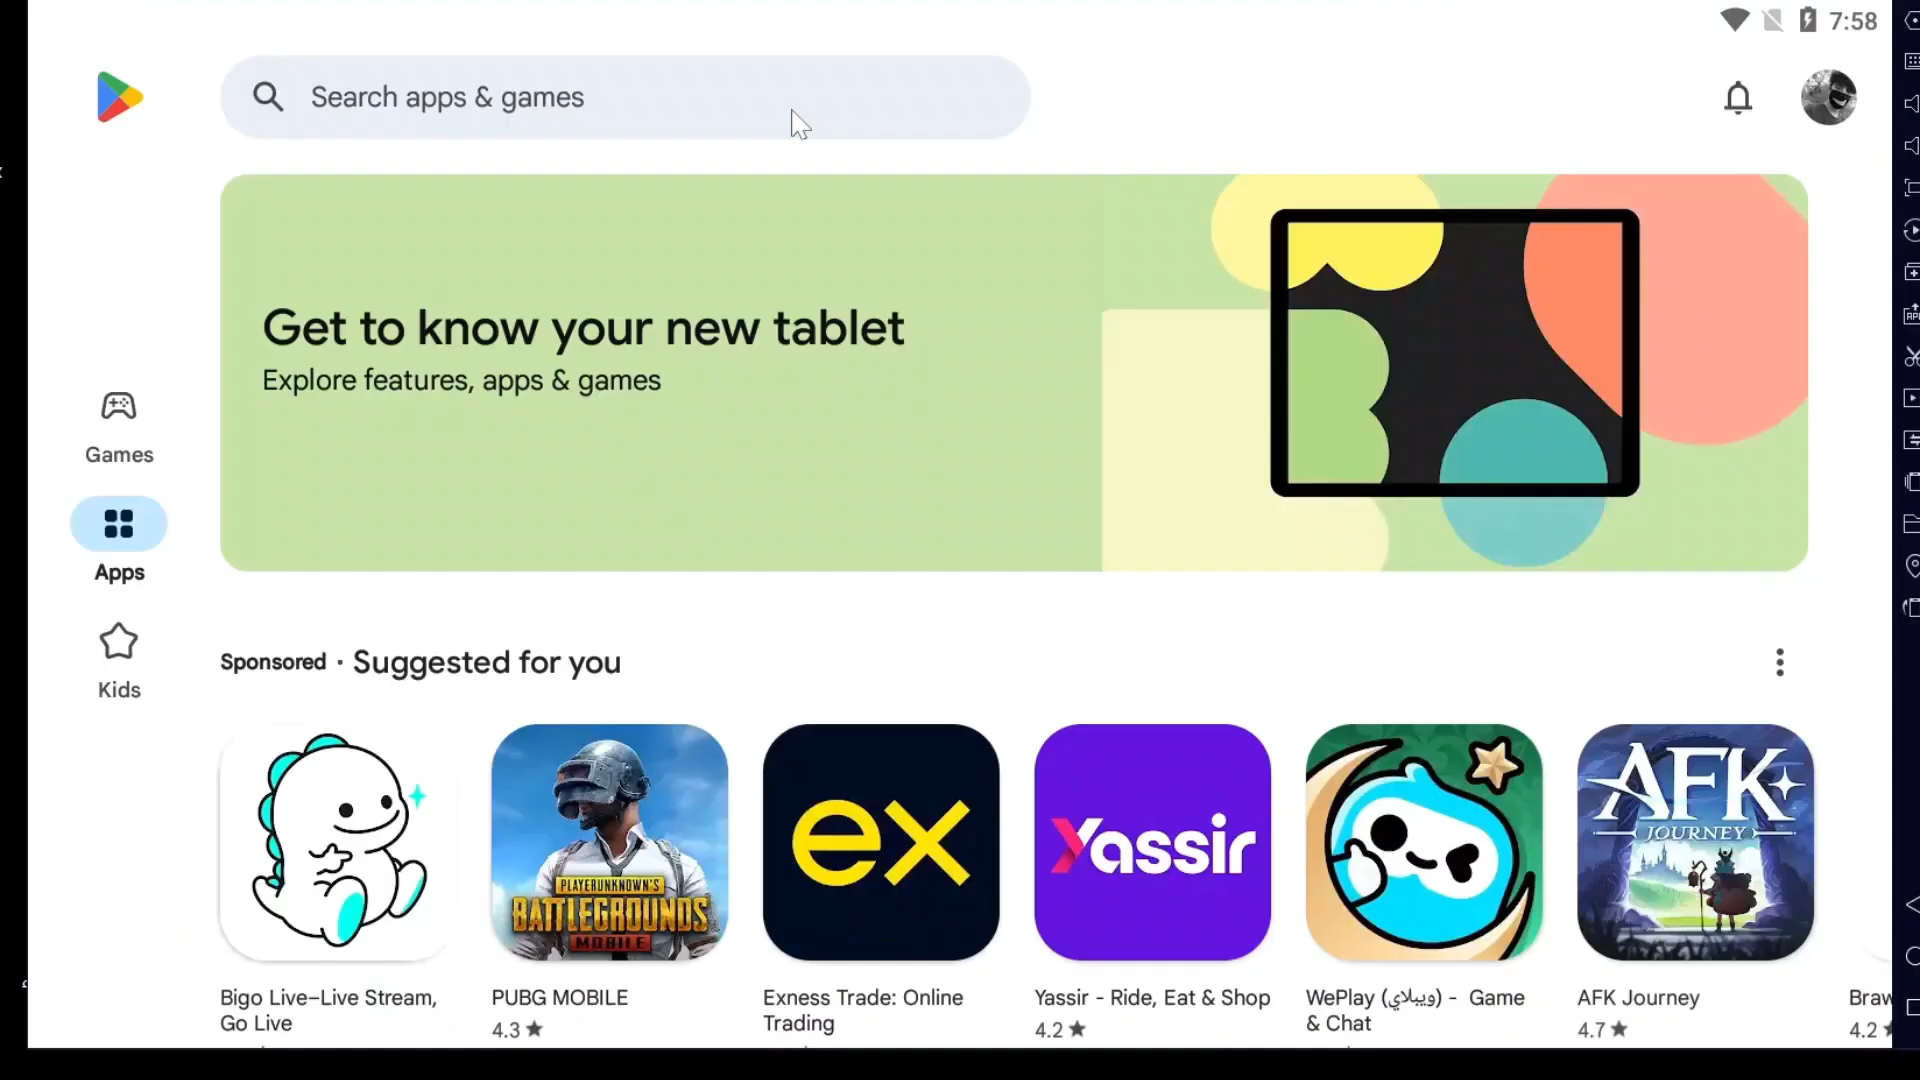 7:58
Search apps & games
Get to know your new tablet
Explore features, apps & games
Games
Apps
Kids
Sponsored · Suggested for you
PLAYERUNKNOWN'S
BATTLEGROUNDS
MOBILE
ex
Yassir
AFK
JOURNEY
Bigo Live–Live Stream,
Go Live
PUBG MOBILE
4.3 ★
Exness Trade: Online
Trading
Yassir - Ride, Eat & Shop
4.2 ★
WePlay (ويبلاي) - Game
& Chat
AFK Journey
4.7 ★
Braw
4.2 ★